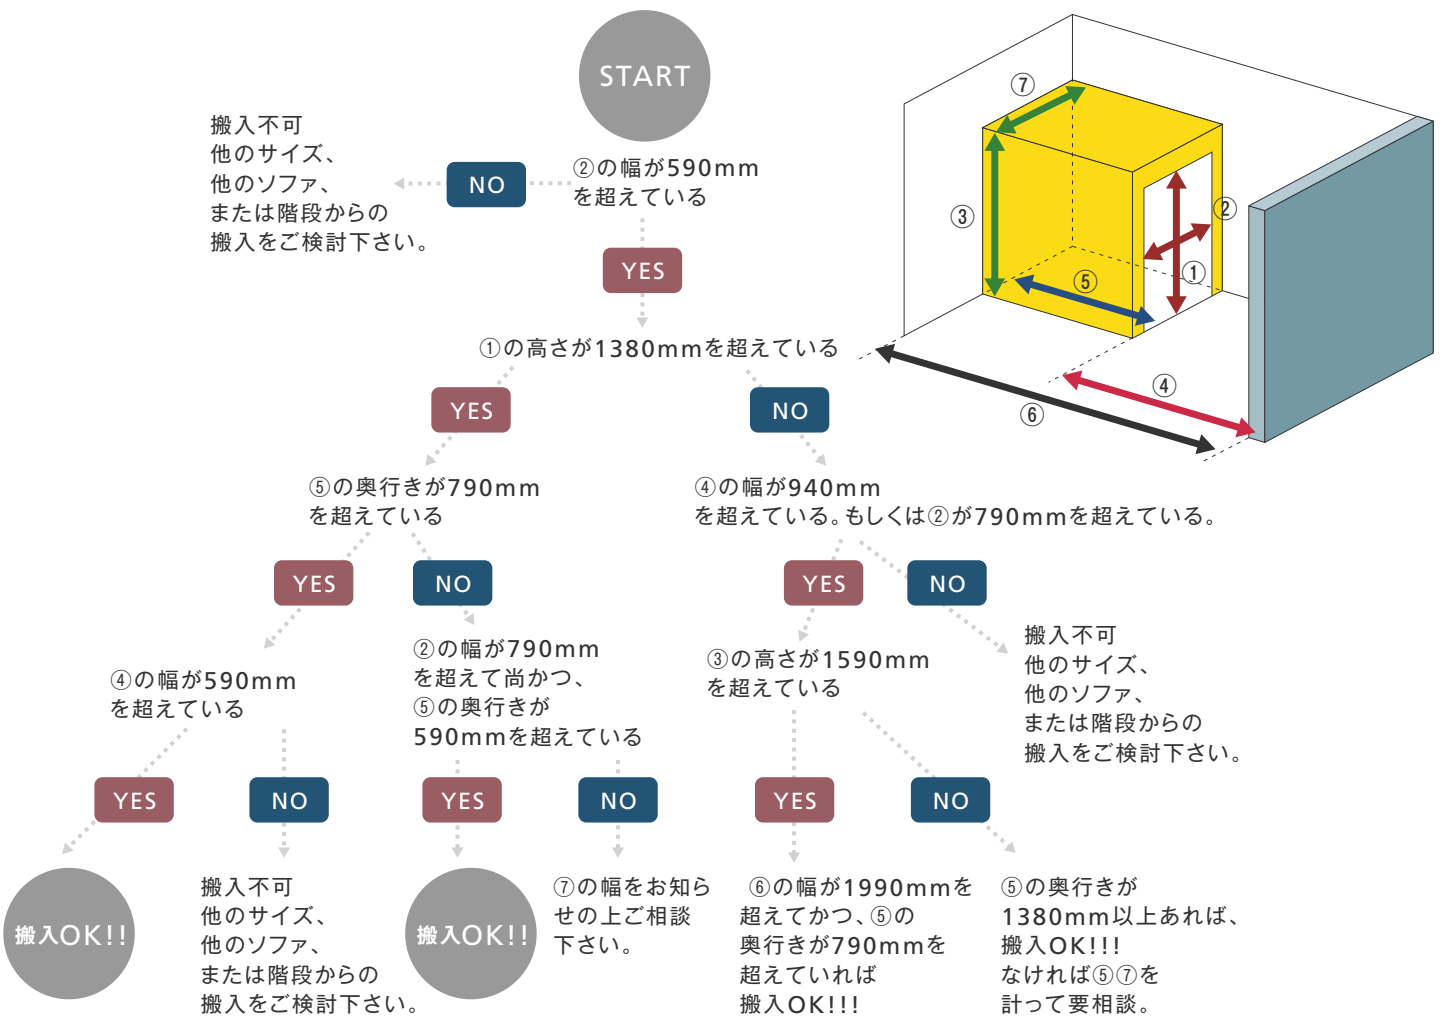 START
②の幅が590mm
を超えている
NO
搬入不可
他のサイズ、
他のソファ、
または階段からの
搬入をご検討下さい。
YES
①の高さが1380mmを超えている
YES
NO
⑤の奥行きが790mm
を超えている
④の幅が940mm
を超えている。もしくは②が790mmを超えている。
YES
NO
YES
NO
④の幅が590mm
を超えている
②の幅が790mm
を超えて尚かつ、
⑤の奥行きが
590mmを超えている
③の高さが1590mm
を超えている
搬入不可
他のサイズ、
他のソファ、
または階段からの
搬入をご検討下さい。
YES
NO
YES
NO
YES
NO
搬入OK!!
搬入不可
他のサイズ、
他のソファ、
または階段からの
搬入をご検討下さい。
搬入OK!!
⑦の幅をお知ら
せの上ご相談
下さい。
⑥の幅が1990mmを
超えてかつ、⑤の
奥行きが790mmを
超えていれば
搬入OK!!!
⑤の奥行きが
1380mm以上あれば、
搬入OK!!!
なければ⑤⑦を
計って要相談。
⑦
③
②
①
⑤
④
⑥